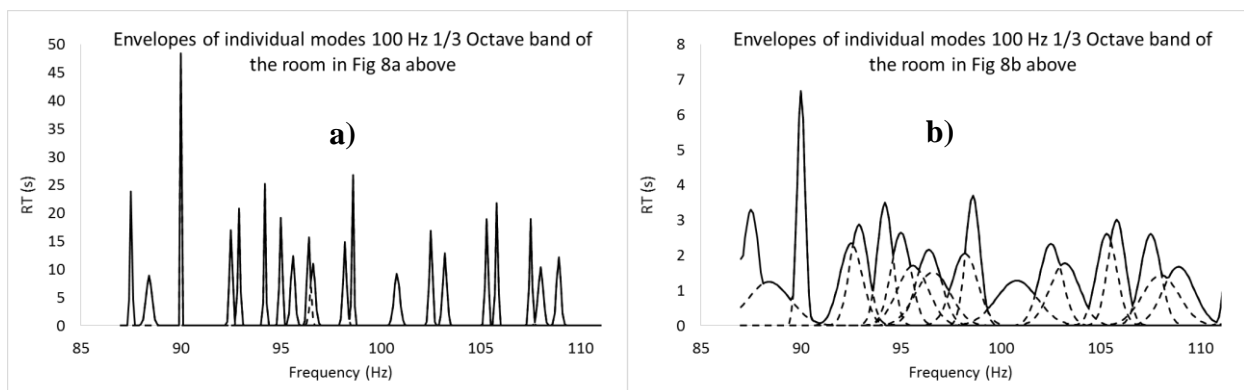 Envelopes of individual modes 100 Hz 1/3 Octave band of
the room in Fig 8a above
a)
RT (s)
50
45
40
35
30
25
20
15
10
5
0
85 90 95 100 105 110
Frequency (Hz)
Envelopes of individual modes 100 Hz 1/3 Octave band of
the room in Fig 8b above
b)
RT (s)
8
7
6
5
4
3
2
1
0
85 90 95 100 105 110
Frequency (Hz)